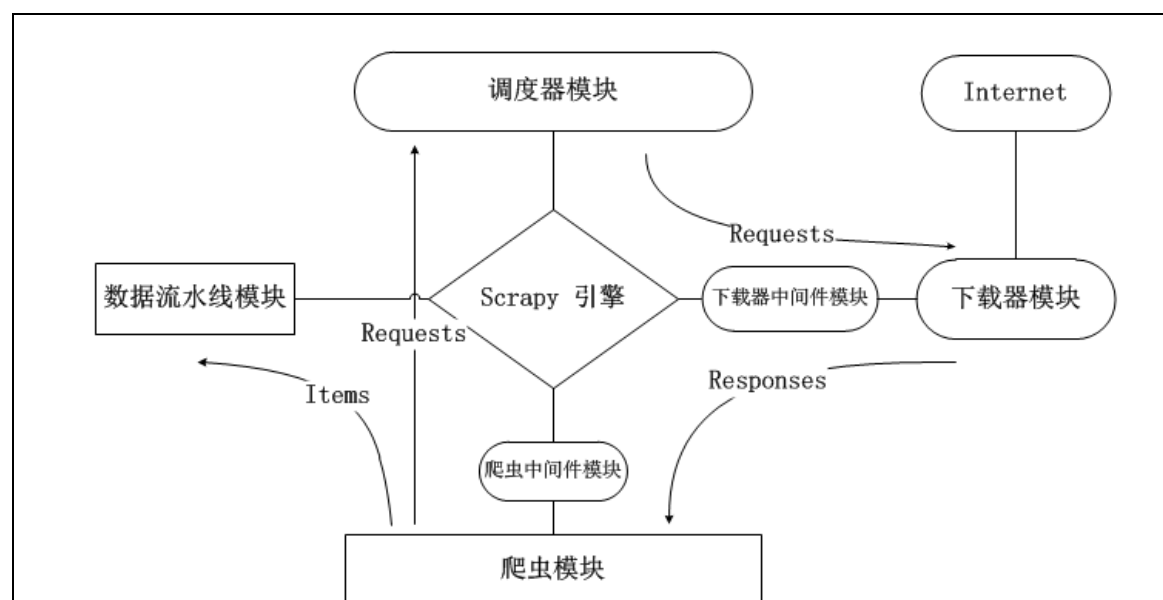 调度器模块
Internet
Requests
数据流水线模块
Scrapy 引擎
下载器中间件模块
下载器模块
Requests
Responses
Items
爬虫中间件模块
爬虫模块